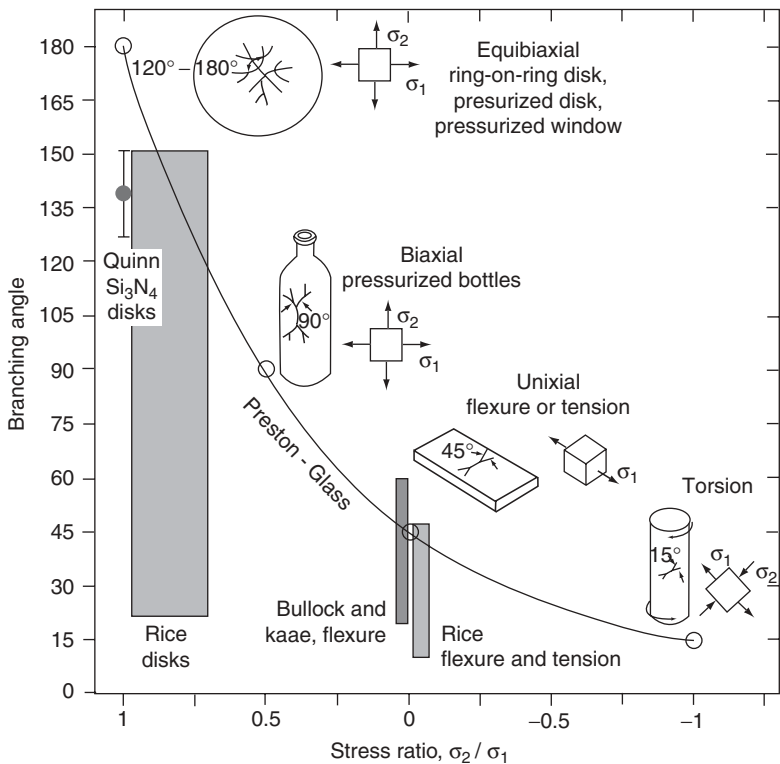 180
165
150
135
120
105
90
75
60
45
30
15
0
Branching angle
120° – 180°
σ₂
σ₁
Equibiaxial
ring-on-ring disk,
presurized disk,
pressurized window
Quinn
Si₃N₄
disks
Biaxial
pressurized bottles
90°
σ₂
σ₁
Preston - Glass
Unixial
flexure or tension
45°
σ₁
Torsion
15°
σ₁
σ₂
Rice
disks
Bullock and
kaae, flexure
Rice
flexure and tension
1
0.5
0
−0.5
−1
Stress ratio, σ₂ / σ₁